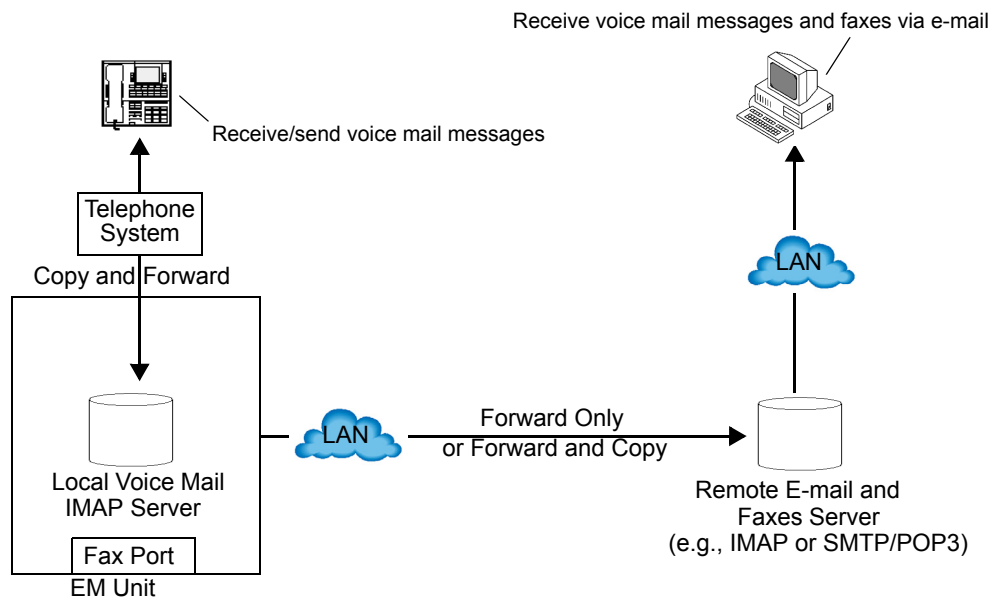 Receive voice mail messages and faxes via e-mail
Receive/send voice mail messages
Telephone
System
Copy and Forward
LAN
LAN
Forward Only
or Forward and Copy
Local Voice Mail
IMAP Server
Remote E-mail and
Faxes Server
(e.g., IMAP or SMTP/POP3)
Fax Port
EM Unit